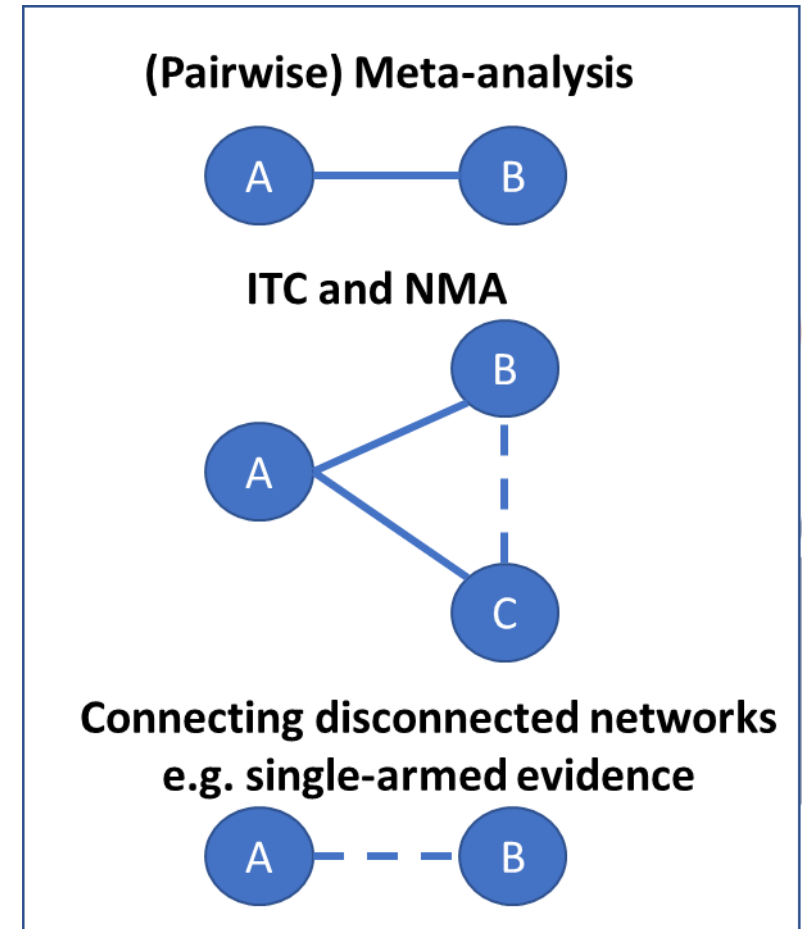 (Pairwise) Meta-analysis
A B
ITC and NMA
B
A
C
Connecting disconnected networks
e.g. single-armed evidence
A B